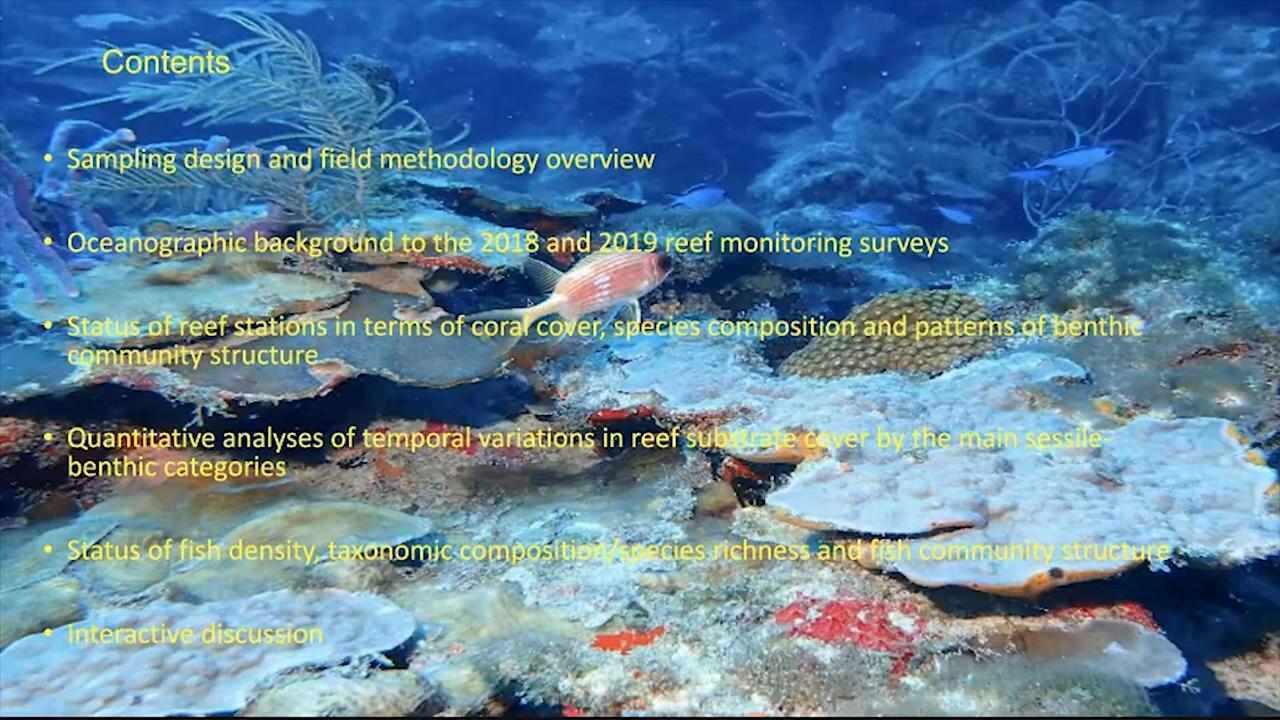 Contents
• Sampling design and field methodology overview
• Oceanographic background to the 2018 and 2019 reef monitoring surveys
• Status of reef stations in terms of coral cover, species composition and patterns of benthic
community structure
• Quantitative analyses of temporal variations in reef substrate cover by the main sessile-
benthic categories
• Status of fish density, taxonomic composition/species richness and fish community structure
• Interactive discussion